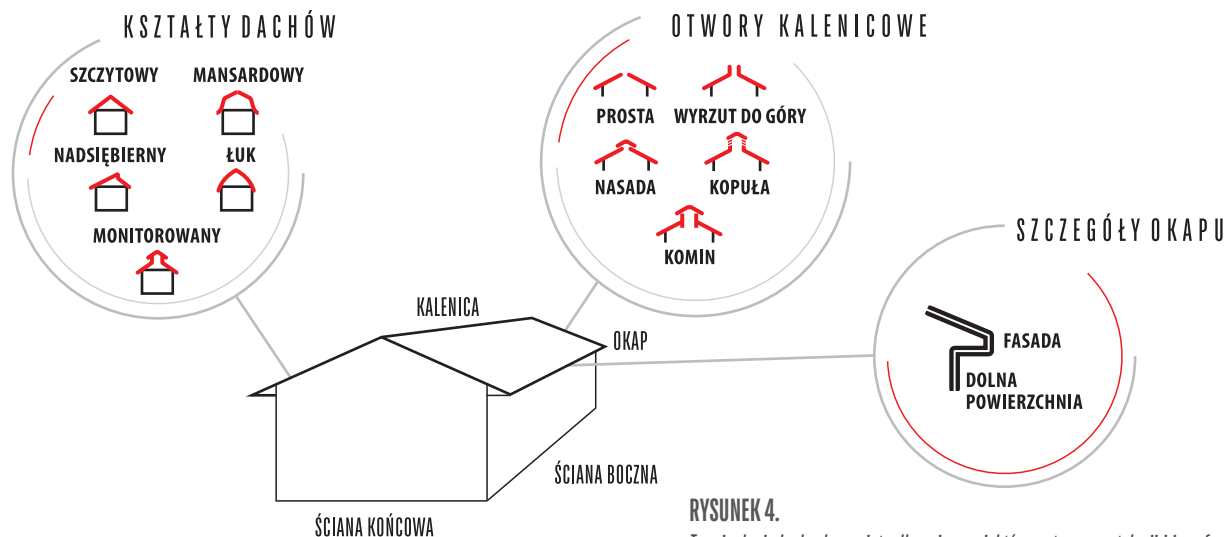 KSZTAŁTY DACHÓW
SZCZYTOWY
MANSARDOWY
NADSIĘBIERNY
ŁUK
MONITOROWANY
OTWORY KALENICOWE
PROSTA
WYRZUT DO GÓRY
NASADA
KOPUŁA
KOMIN
SZCZEGÓŁY OKAPU
FASADA
DOLNA
POWIERZCHNIA
KALENICA
OKAP
ŚCIANA BOCZNA
ŚCIANA KOŃCOWA
RYSUNEK 4.